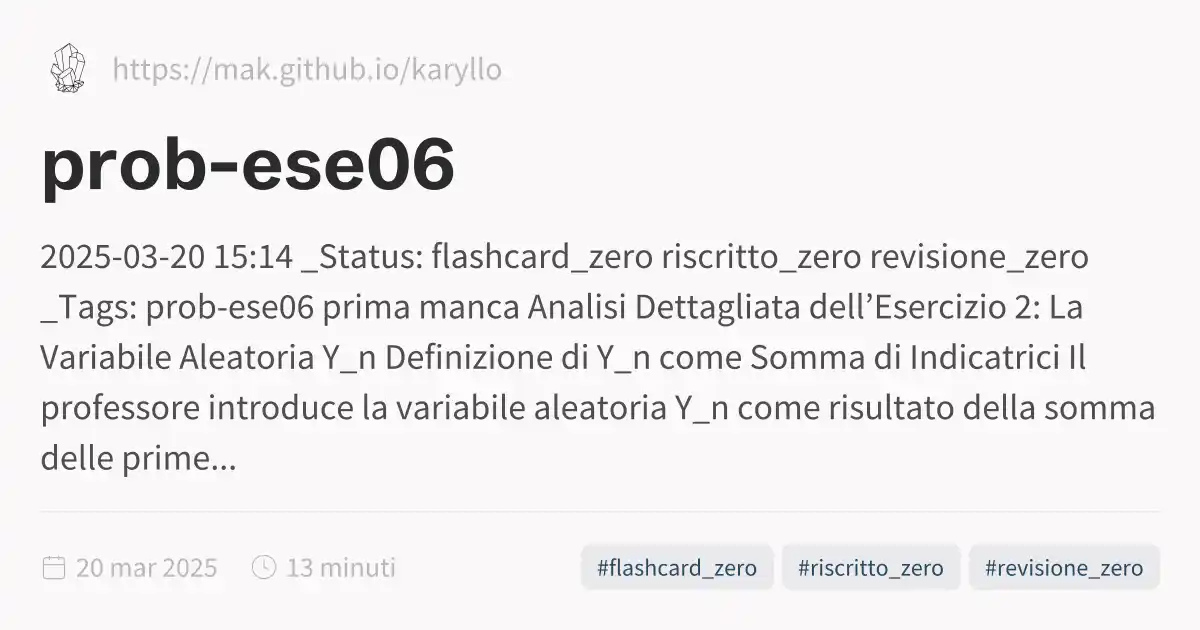 https://mak.github.io/karyllo
prob-ese06
2025-03-20 15:14 _Status: flashcard_zero riscritto_zero revisione_zero
_Tags: prob-ese06 prima manca Analisi Dettagliata dell’Esercizio 2: La
Variabile Aleatoria Y_n Definizione di Y_n come Somma di Indicatrici Il
professore introduce la variabile aleatoria Y_n come risultato della somma
delle prime...
20 mar 2025 13 minuti #flashcard_zero #riscritto_zero #revisione_zero